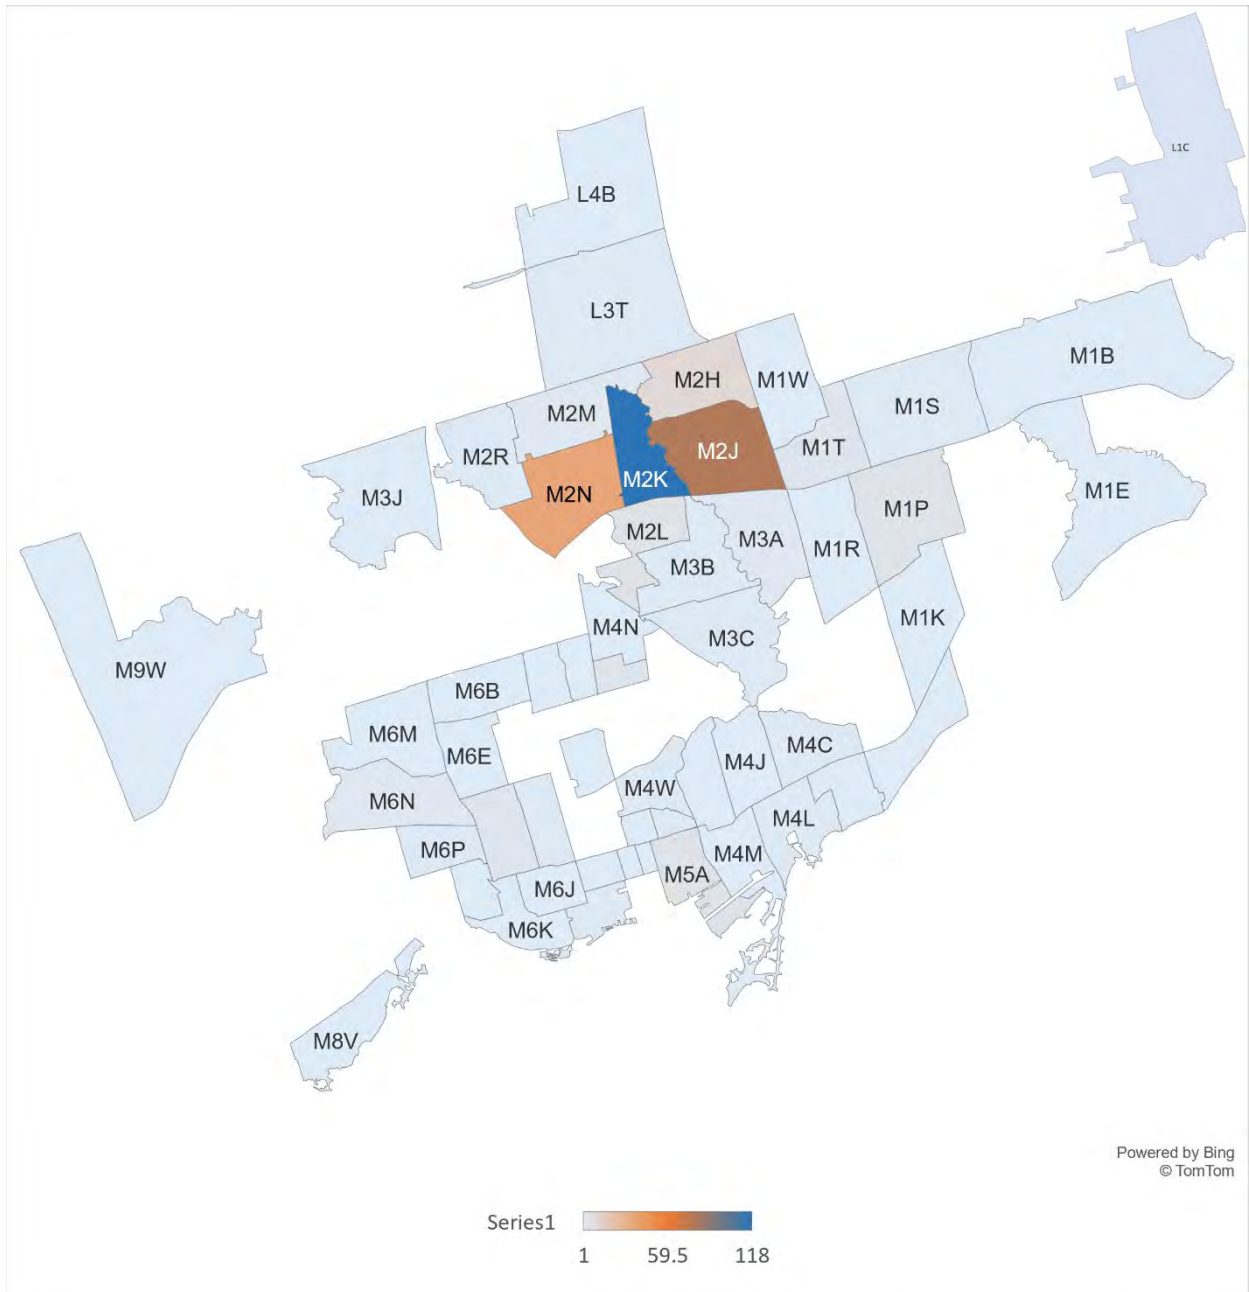 L1C
L4B
L3T
M1B
M2H
M1W
M2M
M1S
M2R
M2J
M1T
M2K
M2N
M3J
M1E
M1P
M2L
M3A
M1R
M3B
M1K
M4N
M3C
M9W
M6B
M6M
M6E
M4C
M4J
M4W
M6N
M4L
M6P
M4M
M5A
M6J
M6K
M8V
Powered by Bing
© TomTom
Series1
1 59.5 118